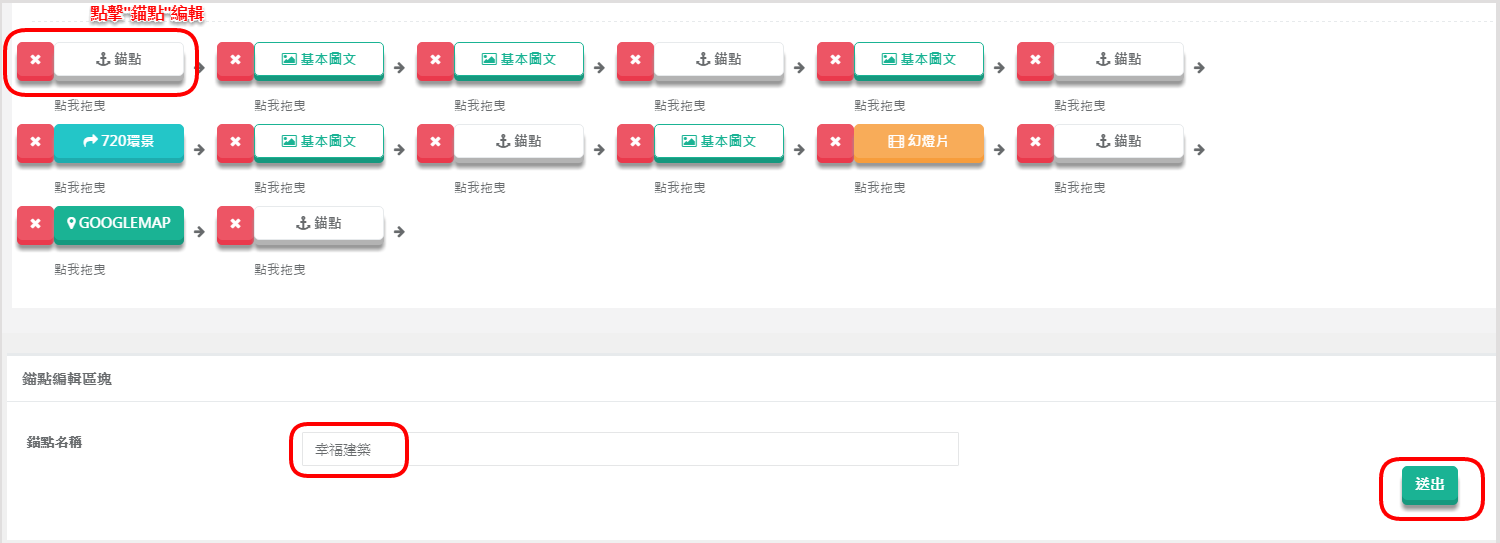 點擊"錨點"編輯
錨點 基本圖文 基本圖文 錨點 基本圖文 錨點
點我拖曳 點我拖曳 點我拖曳 點我拖曳 點我拖曳 點我拖曳
720環景 基本圖文 錨點 基本圖文 幻燈片 錨點
點我拖曳 點我拖曳 點我拖曳 點我拖曳 點我拖曳 點我拖曳
GOOGLEMAP 錨點
點我拖曳 點我拖曳
錨點編輯區塊
錨點名稱 幸福建築
送出